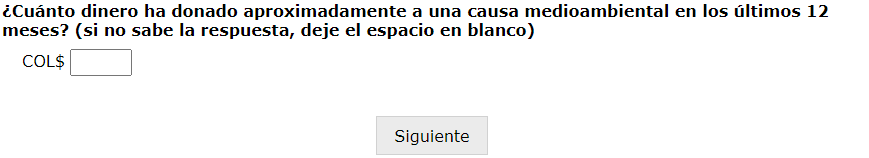 ¿Cuánto dinero ha donado aproximadamente a una causa medioambiental en los últimos 12
meses? (si no sabe la respuesta, deje el espacio en blanco)
COL$
Siguiente